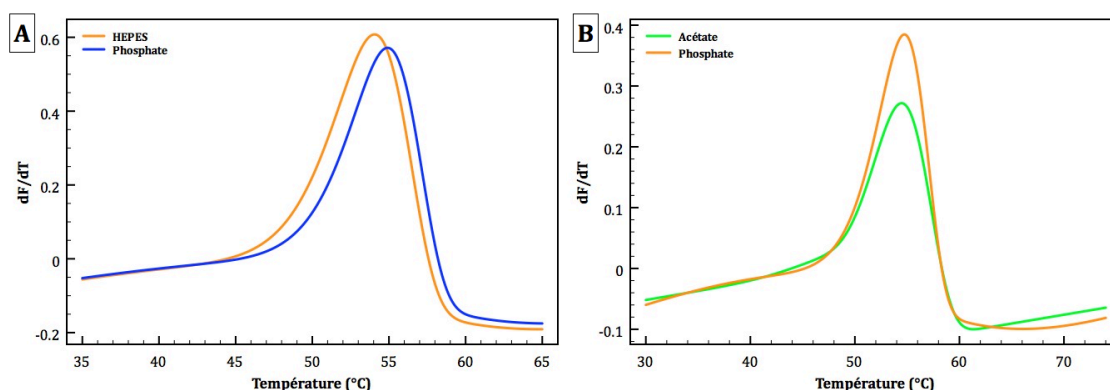 A
HEPES
Phosphate
dF/dT
0.6
0.4
0.2
0
-0.2
35
40
45
50
55
60
65
Température (°C)
B
Acétate
Phosphate
dF/dT
0.4
0.3
0.2
0.1
0
-0.1
30
40
50
60
70
Température (°C)